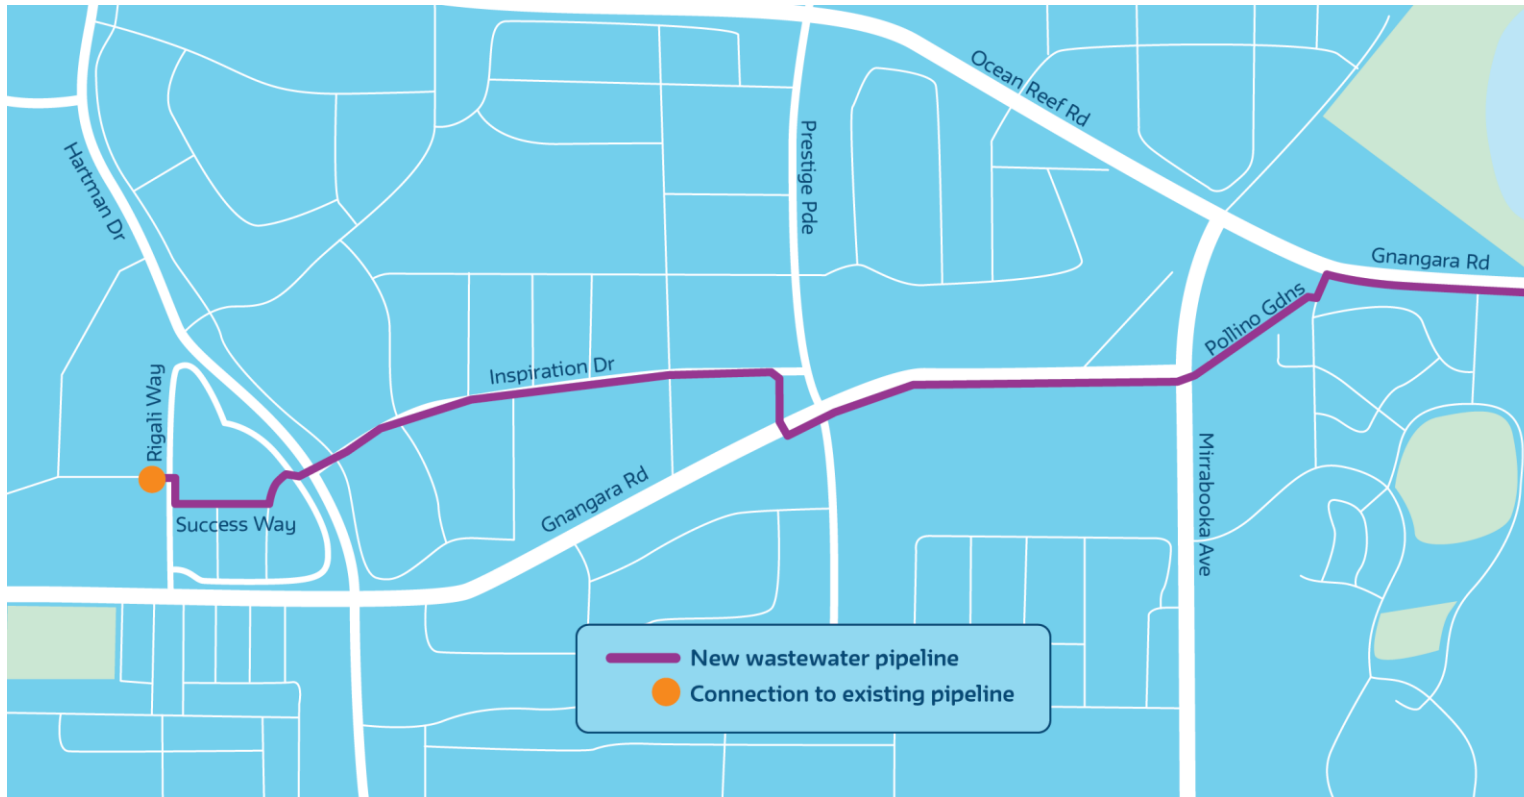 Ocean Reef Rd
Prestige Pde
Hartman Dr
Gnangara Rd
Pollino Gdns
Inspiration Dr
Rigali Way
Gnangara Rd
Success Way
Mirrabooka Ave
New wastewater pipeline
Connection to existing pipeline